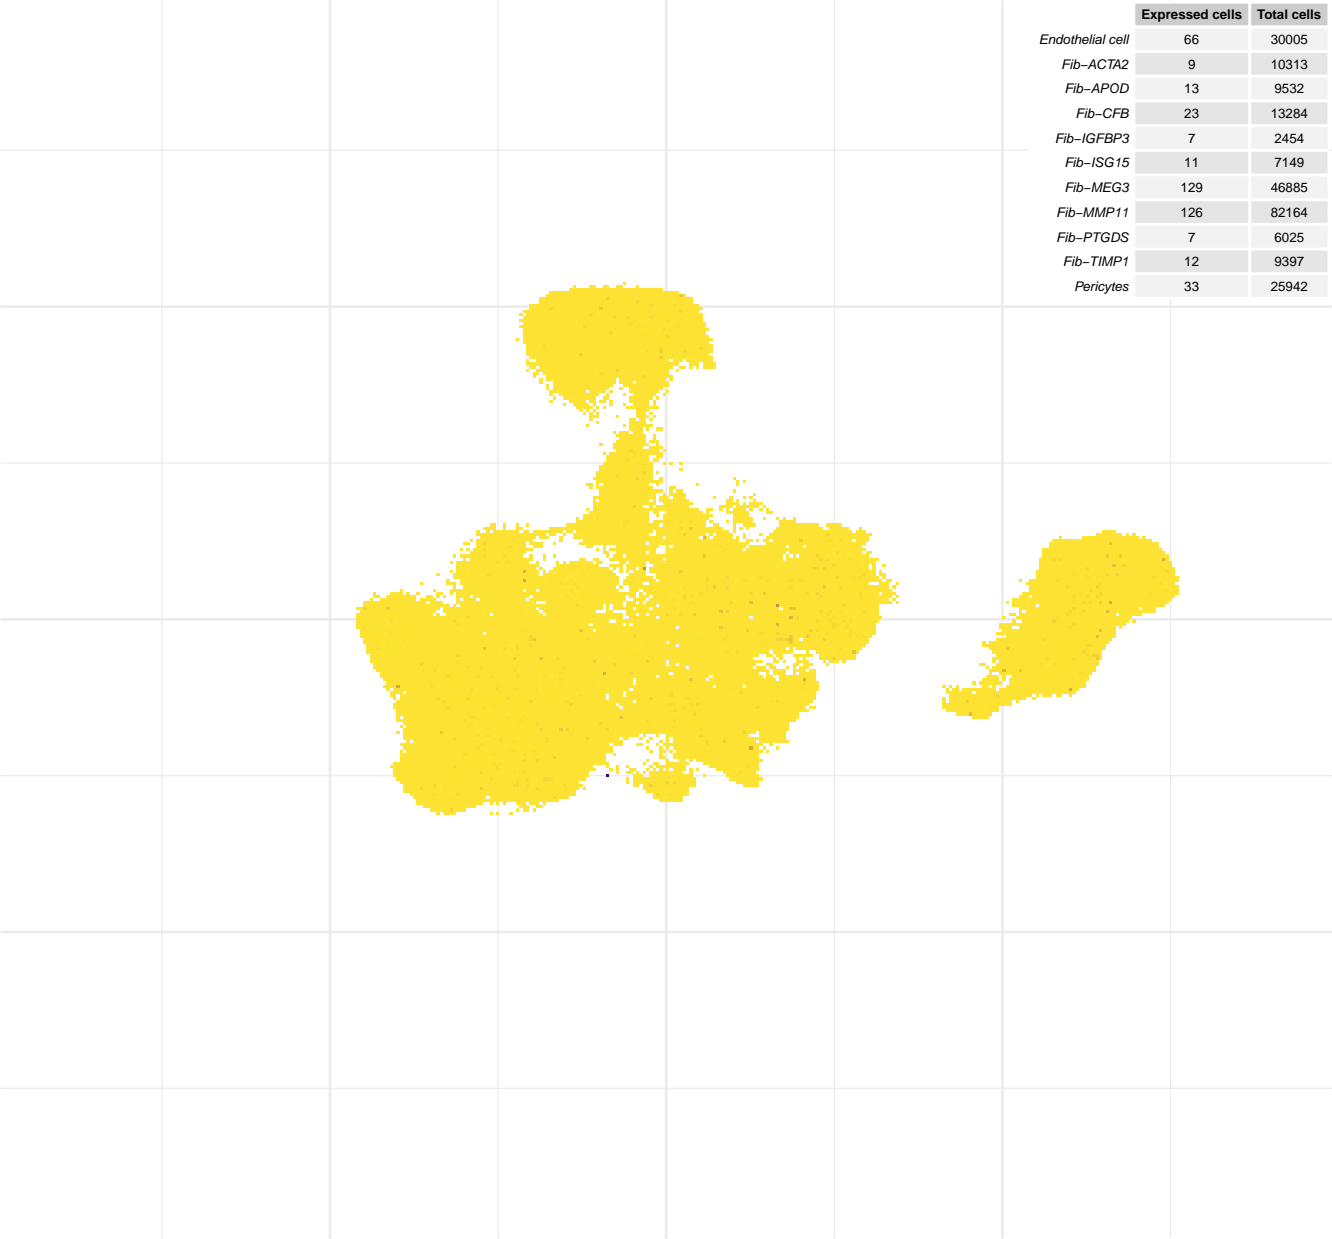 Expressed cells Total cells
Endothelial cell 66 30005
Fib−ACTA2 9 10313
Fib−APOD 13 9532
Fib−CFB 23 13284
Fib−IGFBP3 7 2454
Fib−ISG15 11 7149
Fib−MEG3 129 46885
Fib−MMP11 126 82164
Fib−PTGDS 7 6025
Fib−TIMP1 12 9397
Pericytes 33 25942